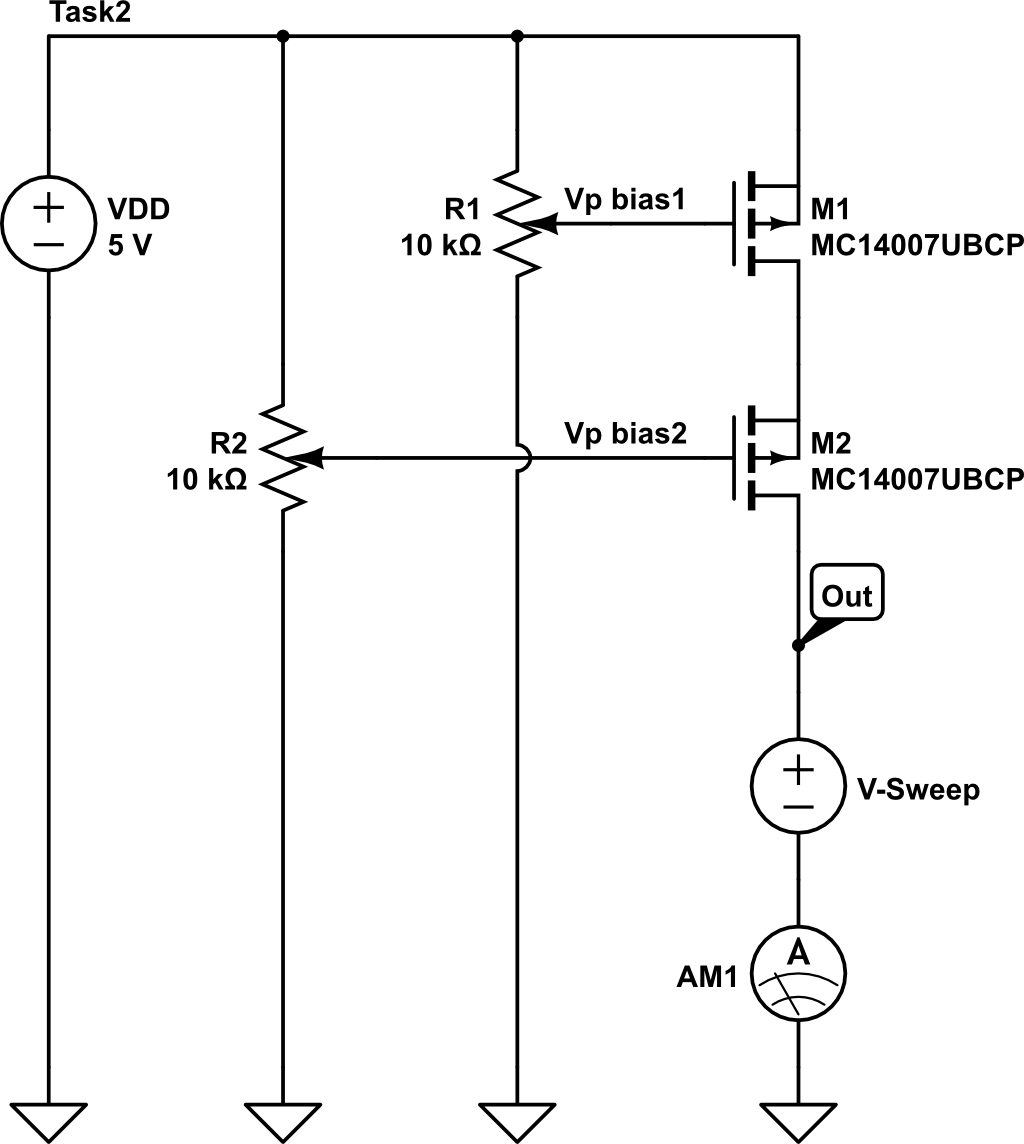 Task2
VDD
5 V
R1
10 kΩ
Vp bias1
M1
MC14007UBCP
R2
10 kΩ
Vp bias2
M2
MC14007UBCP
Out
V-Sweep
A
AM1